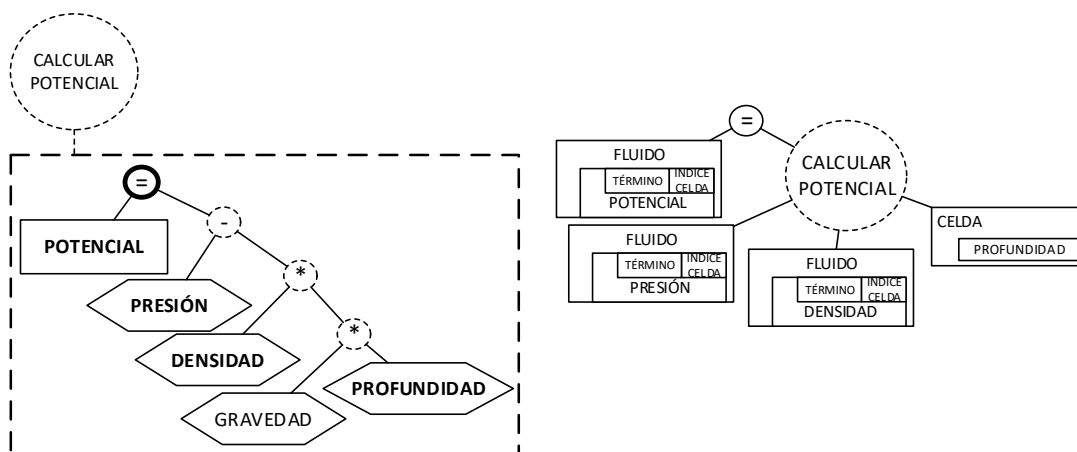 CALCULAR
POTENCIAL
=
POTENCIAL
-
PRESIÓN
*
DENSIDAD
*
GRAVEDAD
PROFUNDIDAD
=
FLUIDO
TÉRMINO
INDICE
CELDA
POTENCIAL
CALCULAR
POTENCIAL
FLUIDO
TÉRMINO
INDICE
CELDA
PRESIÓN
FLUIDO
TÉRMINO
INDICE
CELDA
DENSIDAD
CELDA
PROFUNDIDAD